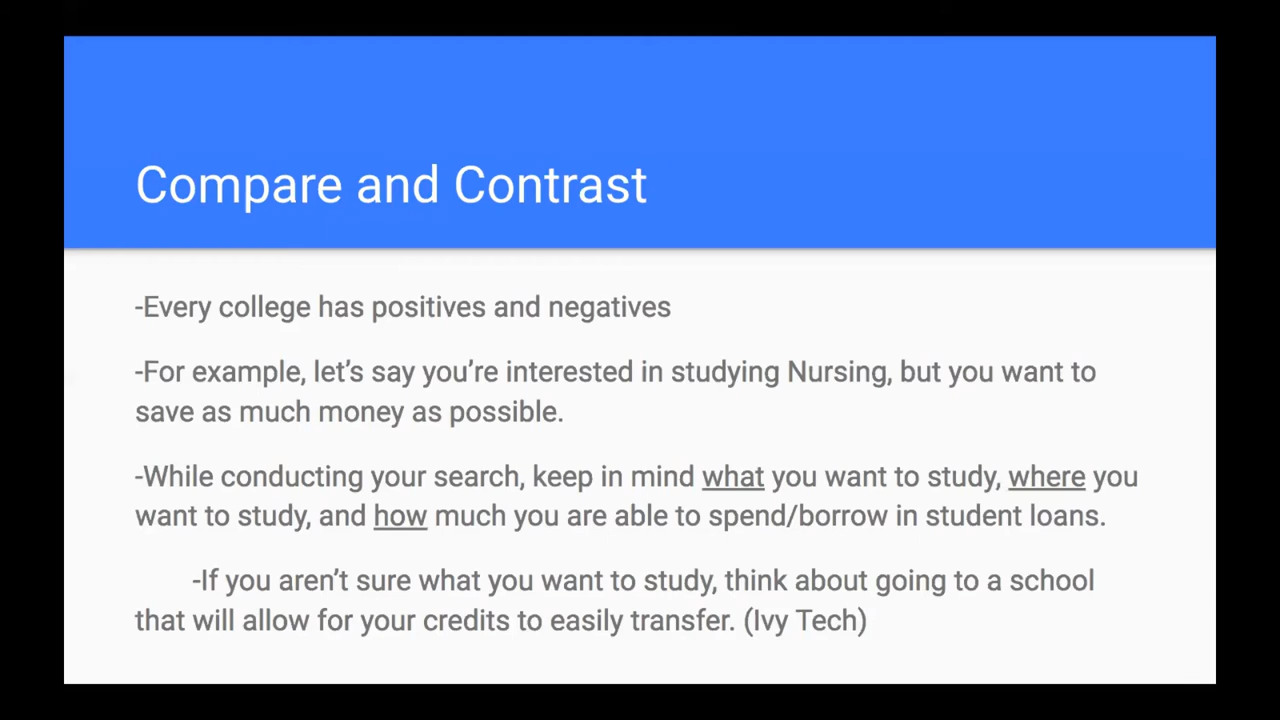 Compare and Contrast
-Every college has positives and negatives
-For example, let’s say you’re interested in studying Nursing, but you want to
save as much money as possible.
-While conducting your search, keep in mind what you want to study, where you
want to study, and how much you are able to spend/borrow in student loans.
-If you aren’t sure what you want to study, think about going to a school
that will allow for your credits to easily transfer. (Ivy Tech)